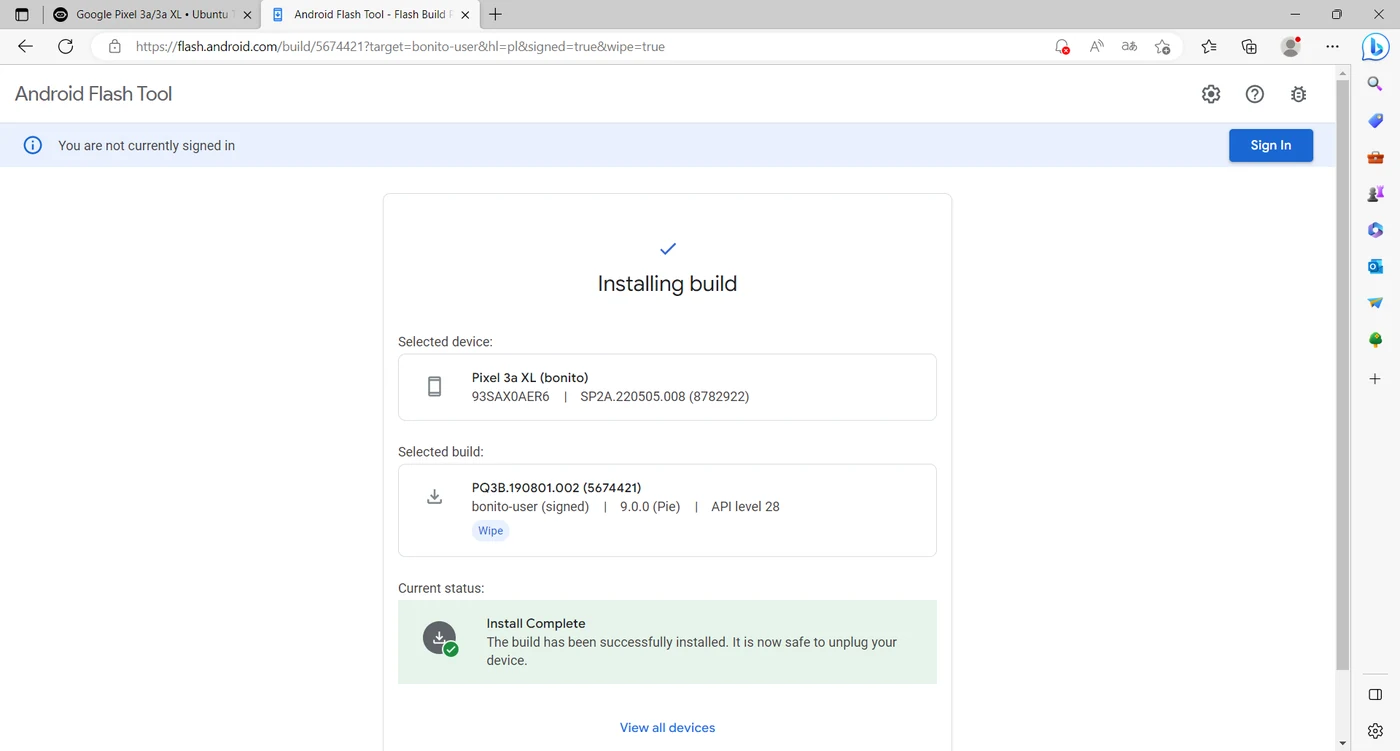 Google Pixel 3a/3a XL • Ubuntu T
Android Flash Tool - Flash Build P
https://flash.android.com/build/5674421?target=bonito-user&hl=pl&signed=true&wipe=true
Android Flash Tool
You are not currently signed in
Sign In
Installing build
Selected device:
Pixel 3a XL (bonito)
93SAX0AER6 | SP2A.220505.008 (8782922)
Selected build:
PQ3B.190801.002 (5674421)
bonito-user (signed) | 9.0.0 (Pie) | API level 28
Wipe
Current status:
Install Complete
The build has been successfully installed. It is now safe to unplug your
device.
View all devices